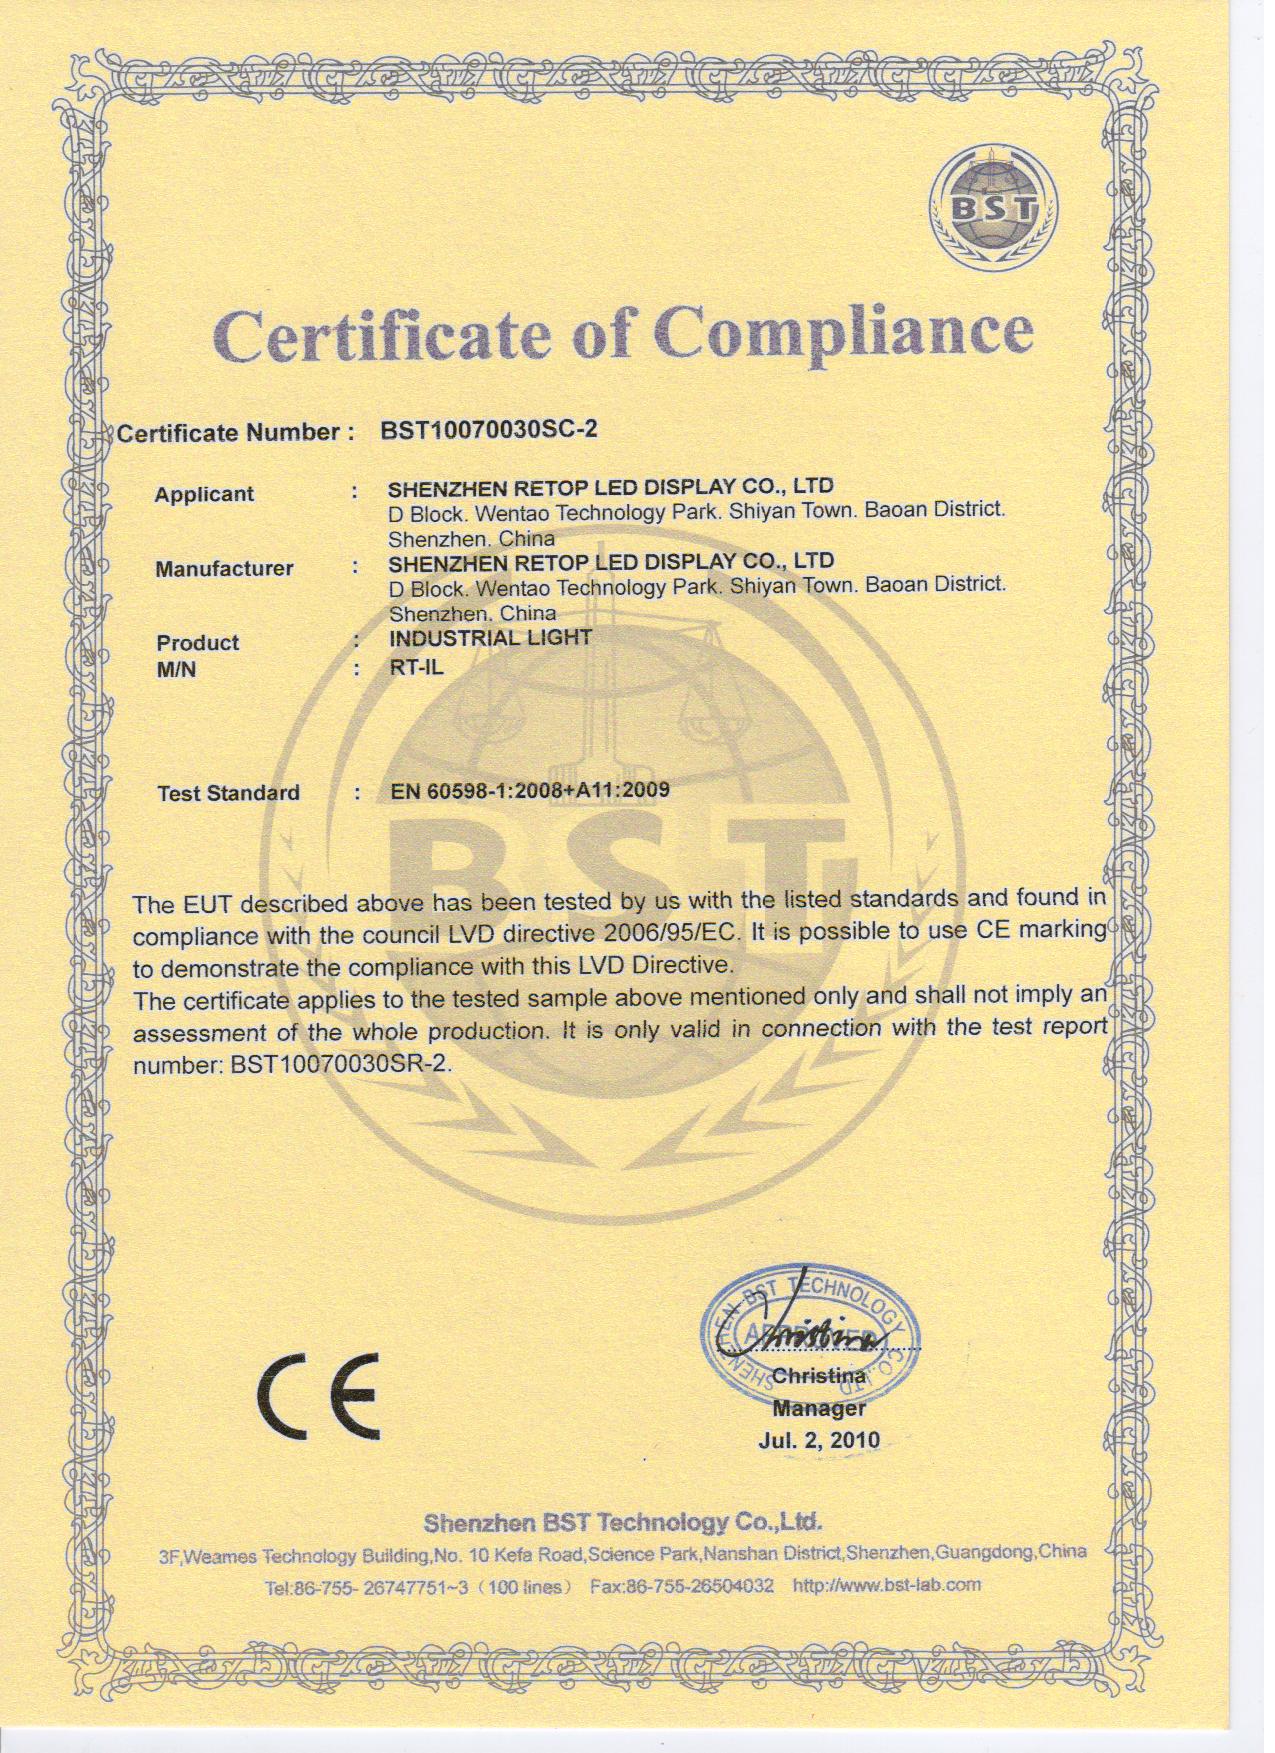 BST
Certificate of Compliance
Certificate Number : BST10070030SC-2
Applicant : SHENZHEN RETOP LED DISPLAY CO., LTD
D Block. Wentao Technology Park. Shiyan Town. Baoan District.
Shenzhen. China
Manufacturer : SHENZHEN RETOP LED DISPLAY CO., LTD
D Block. Wentao Technology Park. Shiyan Town. Baoan District.
Shenzhen. China
Product : INDUSTRIAL LIGHT
M/N : RT-IL
Test Standard : EN 60598-1:2008+A11:2009
BST
The EUT described above has been tested by us with the listed standards and found in
compliance with the council LVD directive 2006/95/EC. It is possible to use CE marking
to demonstrate the compliance with this LVD Directive.
The certificate applies to the tested sample above mentioned only and shall not imply an
assessment of the whole production. It is only valid in connection with the test report
number: BST10070030SR-2.
SHENZHEN BST TECHNOLOGY CO.,LTD
APPROVED
Christina
CE
Christina
Manager
Jul. 2, 2010
Shenzhen BST Technology Co.,Ltd.
3F,Weames Technology Building,No. 10 Kefa Road,Science Park,Nanshan District,Shenzhen,Guangdong,China
Tel:86-755- 26747751~3（100 lines） Fax:86-755-26504032 http://www.bst-lab.com